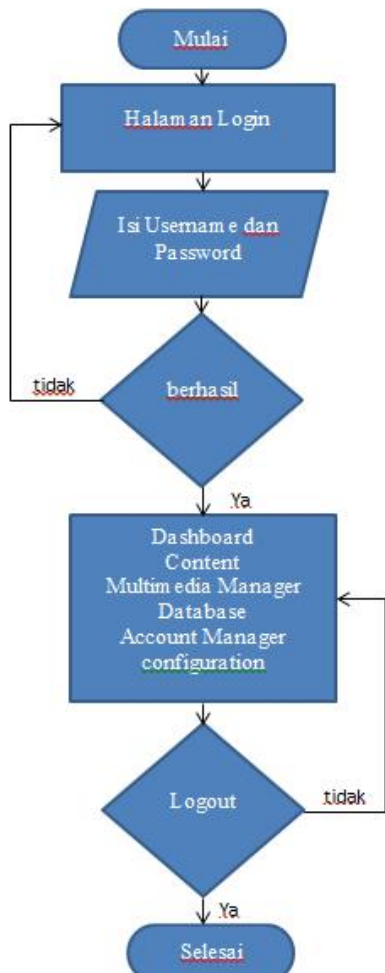 Mulai
Halaman Login
Isi Username dan
Password
berhasil
tidak
Ya
Dashboard
Content
Multimedia Manager
Database
Account Manager
configuration
Logout
tidak
Ya
Selesai